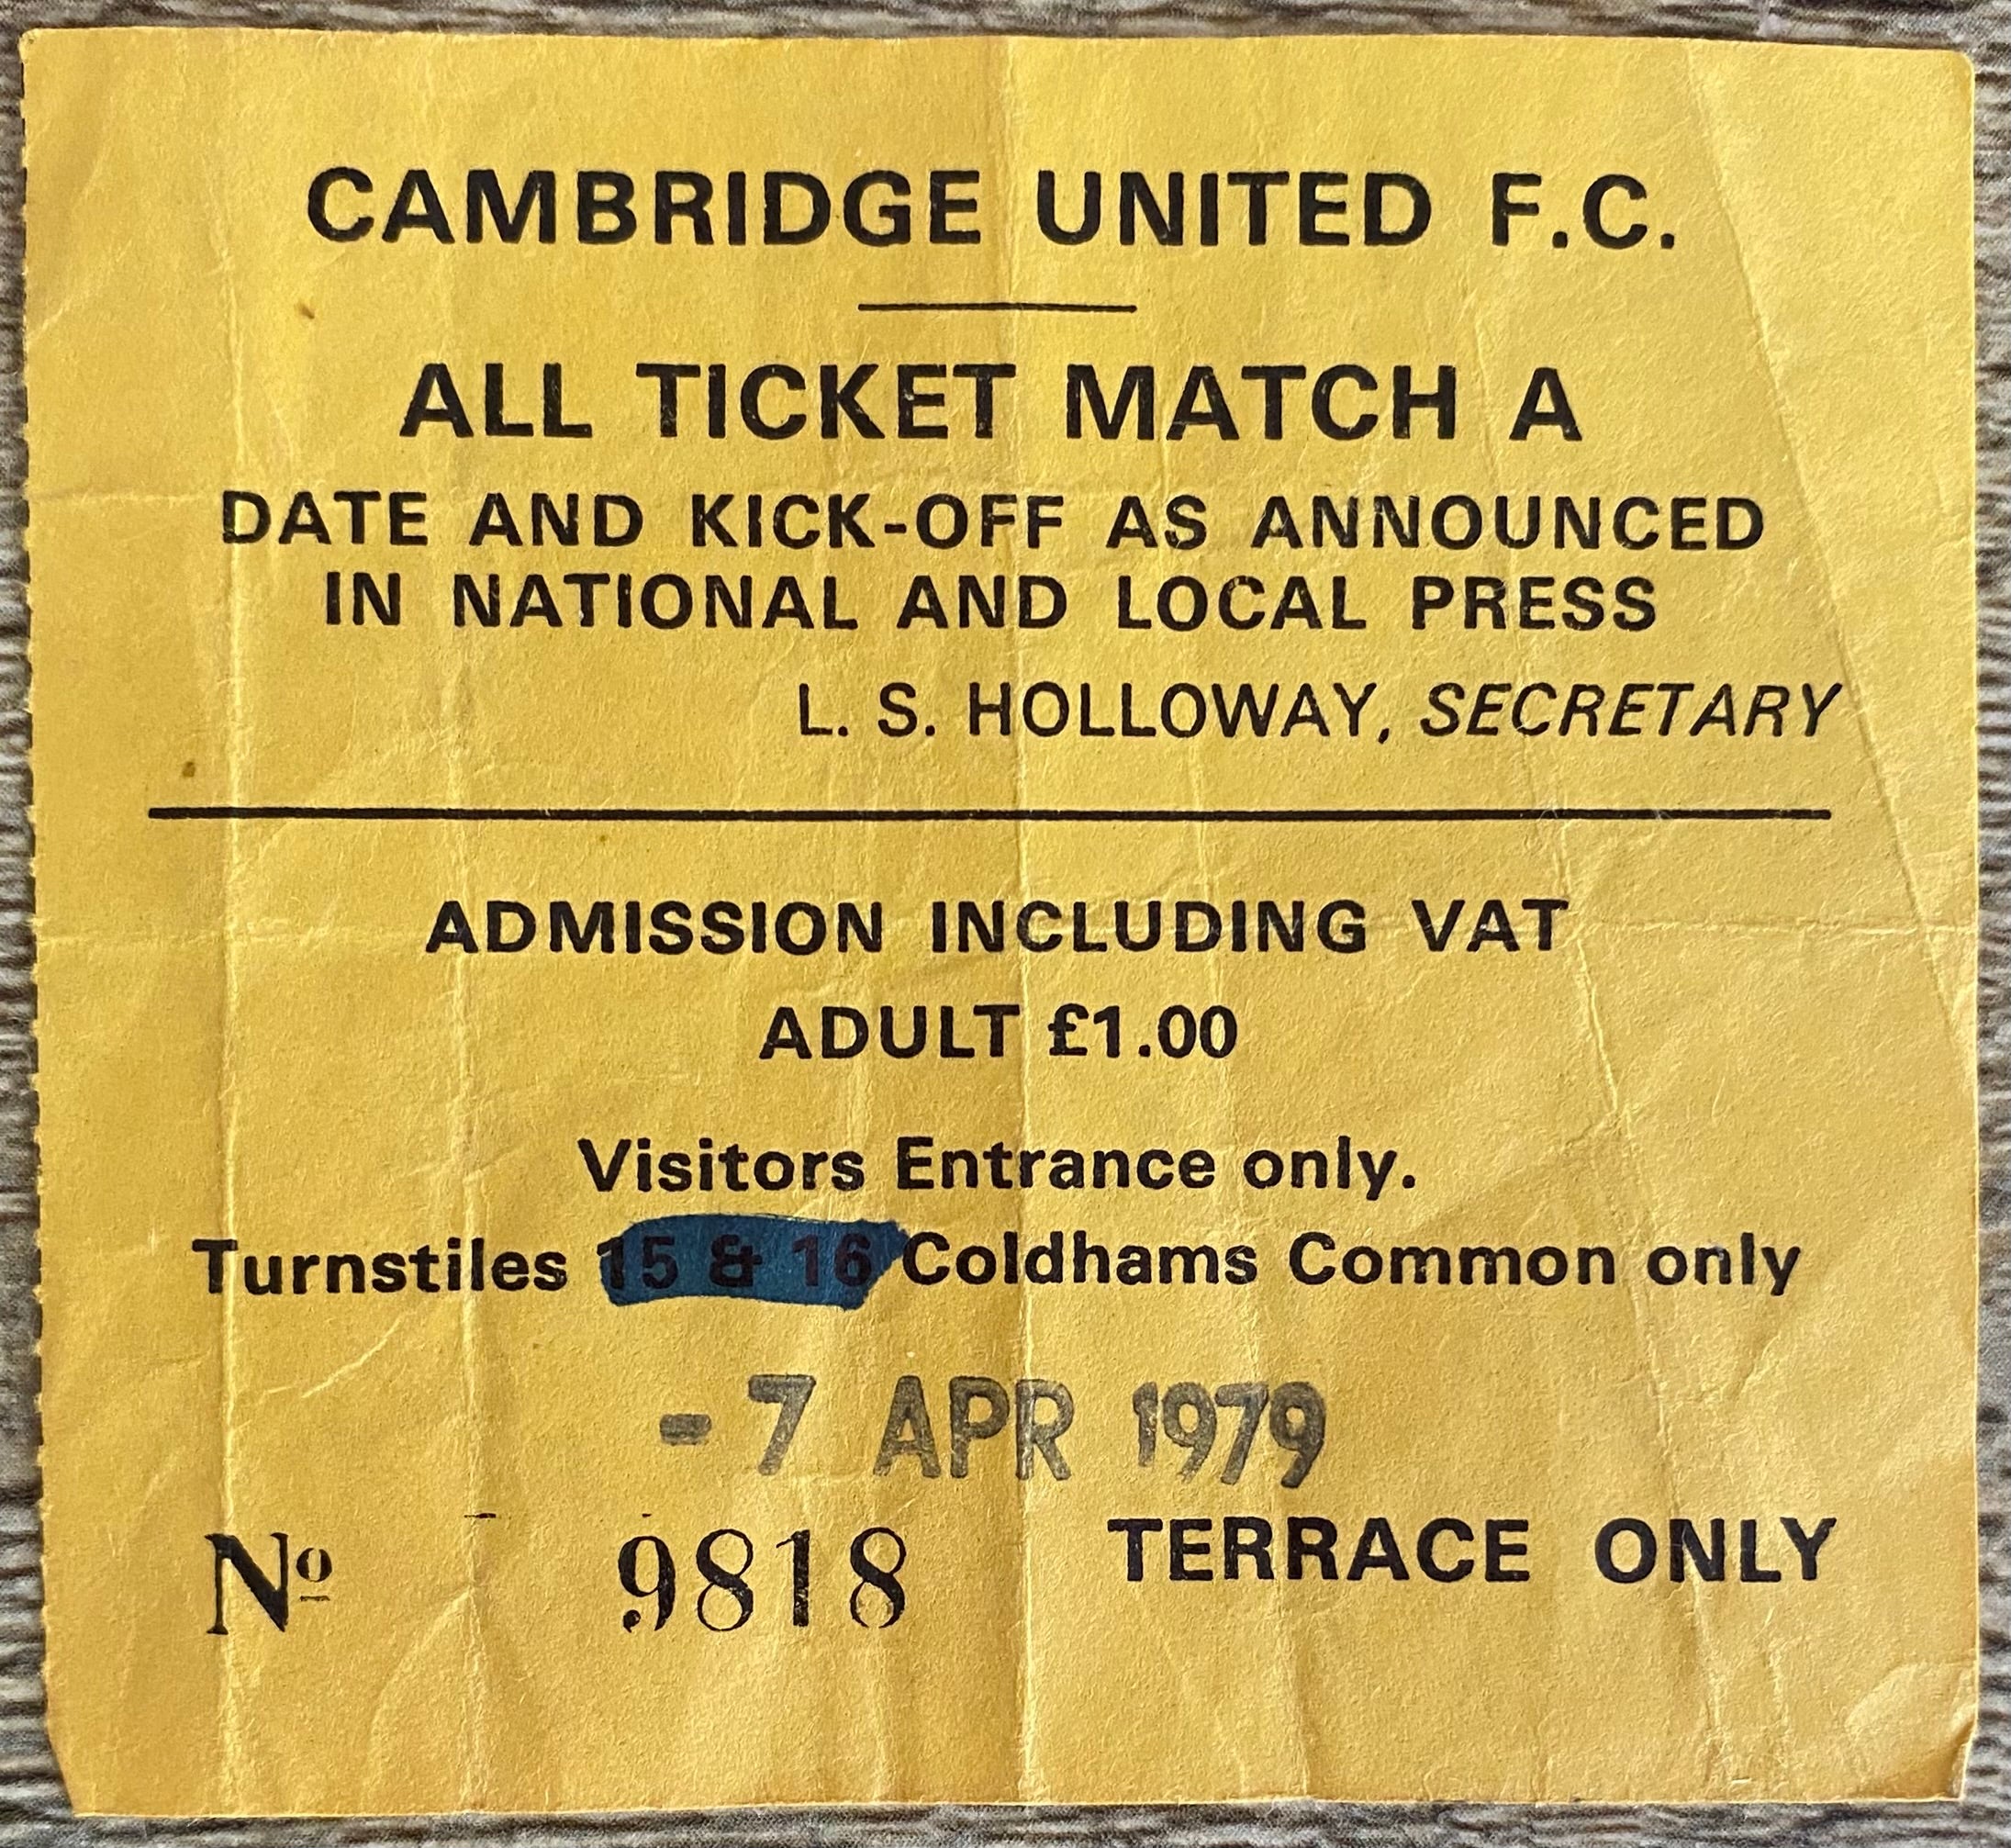 CAMBRIDGE UNITED F.C.
ALL TICKET MATCH A
DATE AND KICK-OFF AS ANNOUNCED
IN NATIONAL AND LOCAL PRESS
L. S. HOLLOWAY, SECRETARY
ADMISSION INCLUDING VAT
ADULT £1.00
Visitors Entrance only.
Turnstiles 15 & 16 Coldhams Common only
-7 APR 1979
Nº 9818 TERRACE ONLY